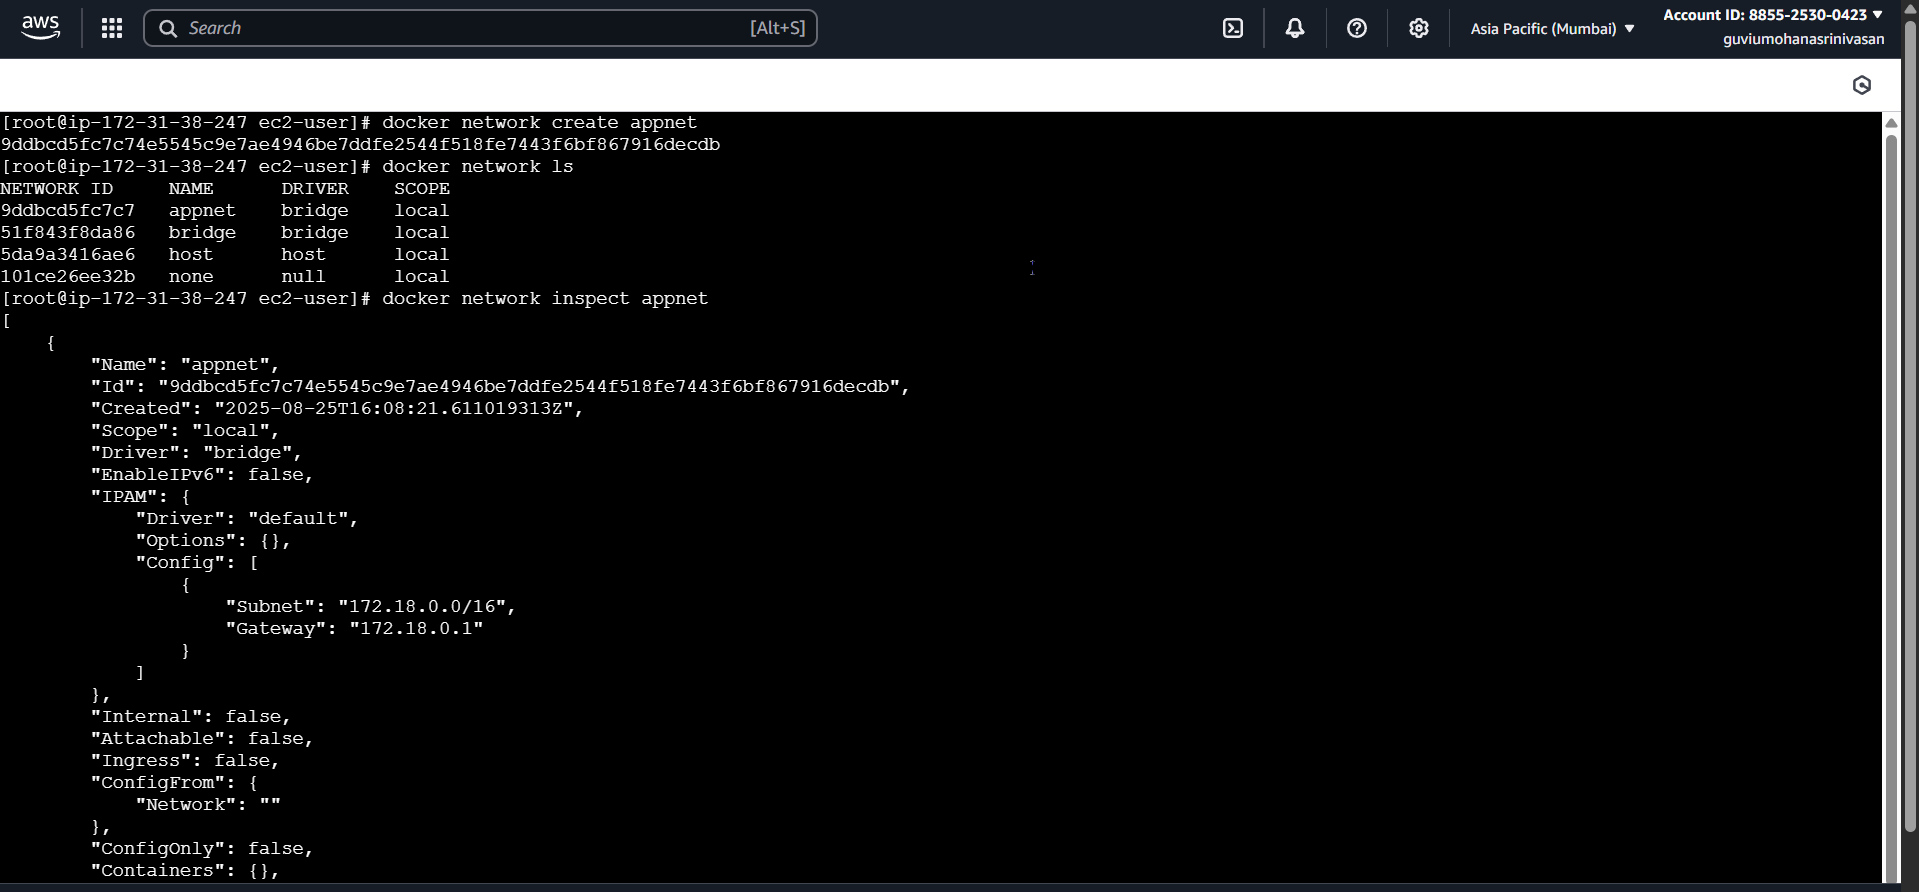 aws
Search
[Alt+S]
Asia Pacific (Mumbai) ▼
Account ID: 8855-2530-0423 ▼
guviumohanasrinivasan
[root@ip-172-31-38-247 ec2-user]# docker network create appnet
9ddbcd5fc7c74e5545c9e7ae4946be7ddfe2544f518fe7443f6bf867916decdb
[root@ip-172-31-38-247 ec2-user]# docker network ls
NETWORK ID     NAME      DRIVER    SCOPE
9ddbcd5fc7c7   appnet    bridge    local
51f843f8da86   bridge    bridge    local
5da9a3416ae6   host      host      local
101ce26ee32b   none      null      local
[root@ip-172-31-38-247 ec2-user]# docker network inspect appnet
[
    {
        "Name": "appnet",
        "Id": "9ddbcd5fc7c74e5545c9e7ae4946be7ddfe2544f518fe7443f6bf867916decdb",
        "Created": "2025-08-25T16:08:21.611019313Z",
        "Scope": "local",
        "Driver": "bridge",
        "EnableIPv6": false,
        "IPAM": {
            "Driver": "default",
            "Options": {},
            "Config": [
                {
                    "Subnet": "172.18.0.0/16",
                    "Gateway": "172.18.0.1"
                }
            ]
        },
        "Internal": false,
        "Attachable": false,
        "Ingress": false,
        "ConfigFrom": {
            "Network": ""
        },
        "ConfigOnly": false,
        "Containers": {},